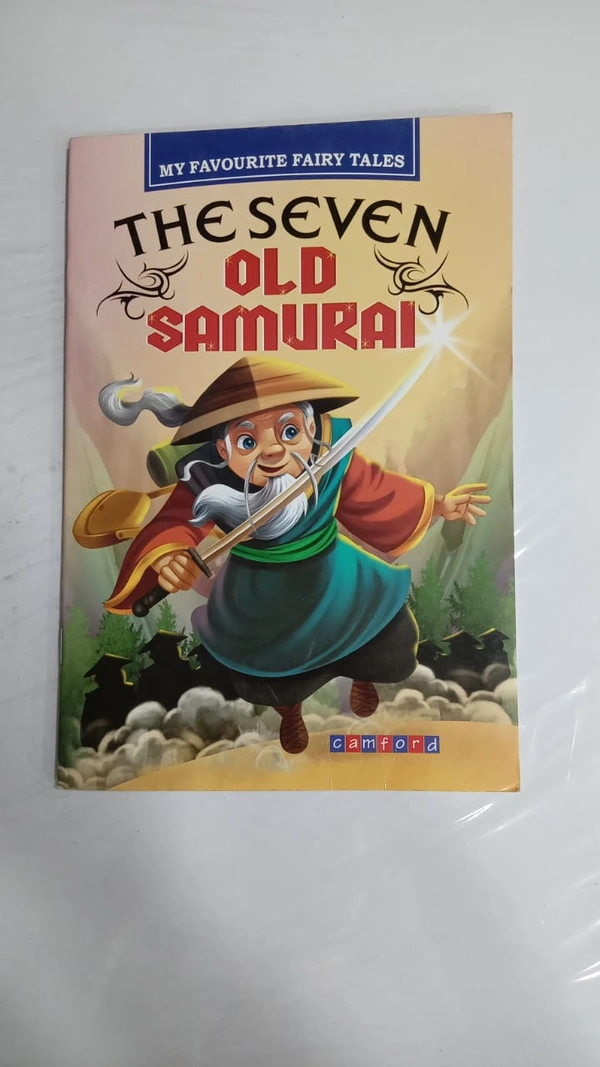 MY FAVOURITE FAIRY TALES
THE SEVEN
OLD
SAMURAI
camford